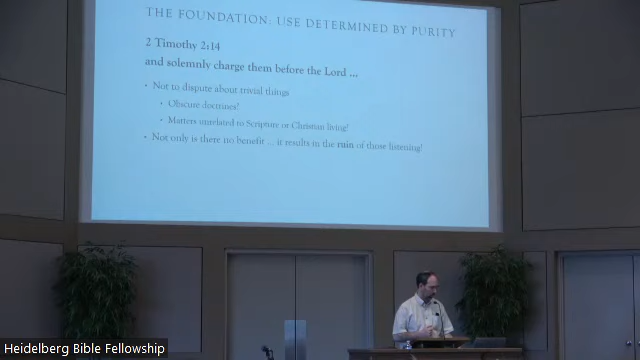 THE FOUNDATION: USE DETERMINED BY PURITY
2 Timothy 2:14
and solemnly charge them before the Lord ...
• Not to dispute about trivial things
• Obscure doctrines?
• Matters unrelated to Scripture or Christian living?
• Not only is there no benefit ... it results in the ruin of those listening!
Heidelberg Bible Fellowship